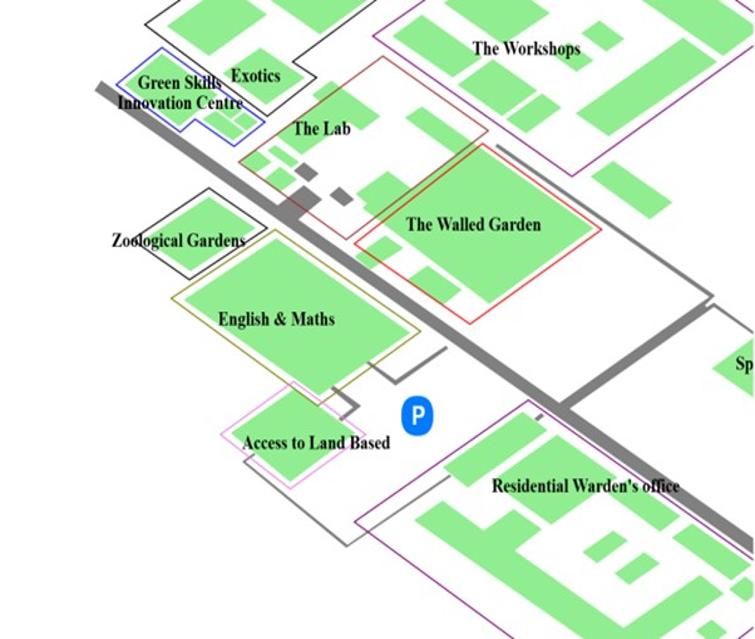 The Workshops
Exotics
Green Skills
Innovation Centre
The Lab
The Walled Garden
Zoological Gardens
English & Maths
Sp
P
Access to Land Based
Residential Warden's office